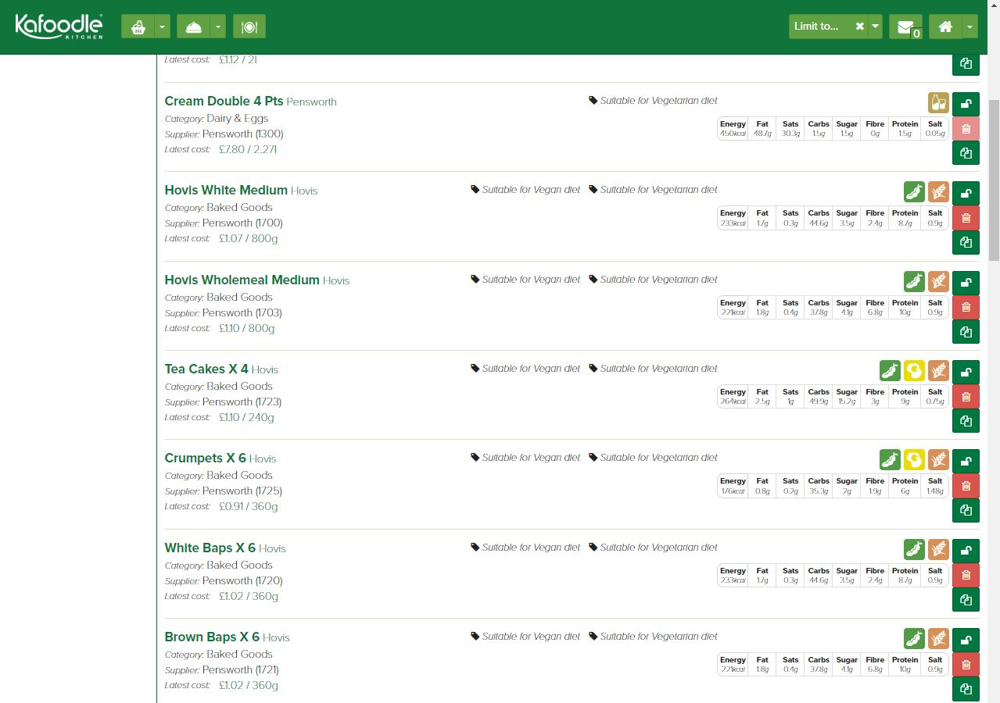 Kafoodle
KITCHEN
Limit to...
0
Latest cost: £1.12 / 2l
Cream Double 4 Pts Pensworth
Suitable for Vegetarian diet
Category: Dairy & Eggs
Supplier: Pensworth (1300)
Latest cost: £7.80 / 2.27l
Energy Fat Sats Carbs Sugar Fibre Protein Salt
450kcal 48.7g 30.3g 1.5g 1.5g 0g 1.5g 0.05g
Hovis White Medium Hovis
Suitable for Vegan diet Suitable for Vegetarian diet
Category: Baked Goods
Supplier: Pensworth (1700)
Latest cost: £1.07 / 800g
Energy Fat Sats Carbs Sugar Fibre Protein Salt
233kcal 1.7g 0.3g 44.6g 3.5g 2.4g 8.7g 0.9g
Hovis Wholemeal Medium Hovis
Suitable for Vegan diet Suitable for Vegetarian diet
Category: Baked Goods
Supplier: Pensworth (1703)
Latest cost: £1.10 / 800g
Energy Fat Sats Carbs Sugar Fibre Protein Salt
221kcal 1.8g 0.4g 37.8g 4.1g 6.8g 10g 0.9g
Tea Cakes X 4 Hovis
Suitable for Vegan diet Suitable for Vegetarian diet
Category: Baked Goods
Supplier: Pensworth (1723)
Latest cost: £1.10 / 240g
Energy Fat Sats Carbs Sugar Fibre Protein Salt
264kcal 2.5g 1g 49.9g 15.2g 3g 9g 0.75g
Crumpets X 6 Hovis
Suitable for Vegan diet Suitable for Vegetarian diet
Category: Baked Goods
Supplier: Pensworth (1725)
Latest cost: £0.91 / 360g
Energy Fat Sats Carbs Sugar Fibre Protein Salt
176kcal 0.8g 0.2g 35.3g 2g 1.9g 6g 1.48g
White Baps X 6 Hovis
Suitable for Vegan diet Suitable for Vegetarian diet
Category: Baked Goods
Supplier: Pensworth (1720)
Latest cost: £1.02 / 360g
Energy Fat Sats Carbs Sugar Fibre Protein Salt
233kcal 1.7g 0.3g 44.6g 3.5g 2.4g 8.7g 0.9g
Brown Baps X 6 Hovis
Suitable for Vegan diet Suitable for Vegetarian diet
Category: Baked Goods
Supplier: Pensworth (1721)
Latest cost: £1.02 / 360g
Energy Fat Sats Carbs Sugar Fibre Protein Salt
221kcal 1.8g 0.4g 37.8g 4.1g 6.8g 10g 0.9g